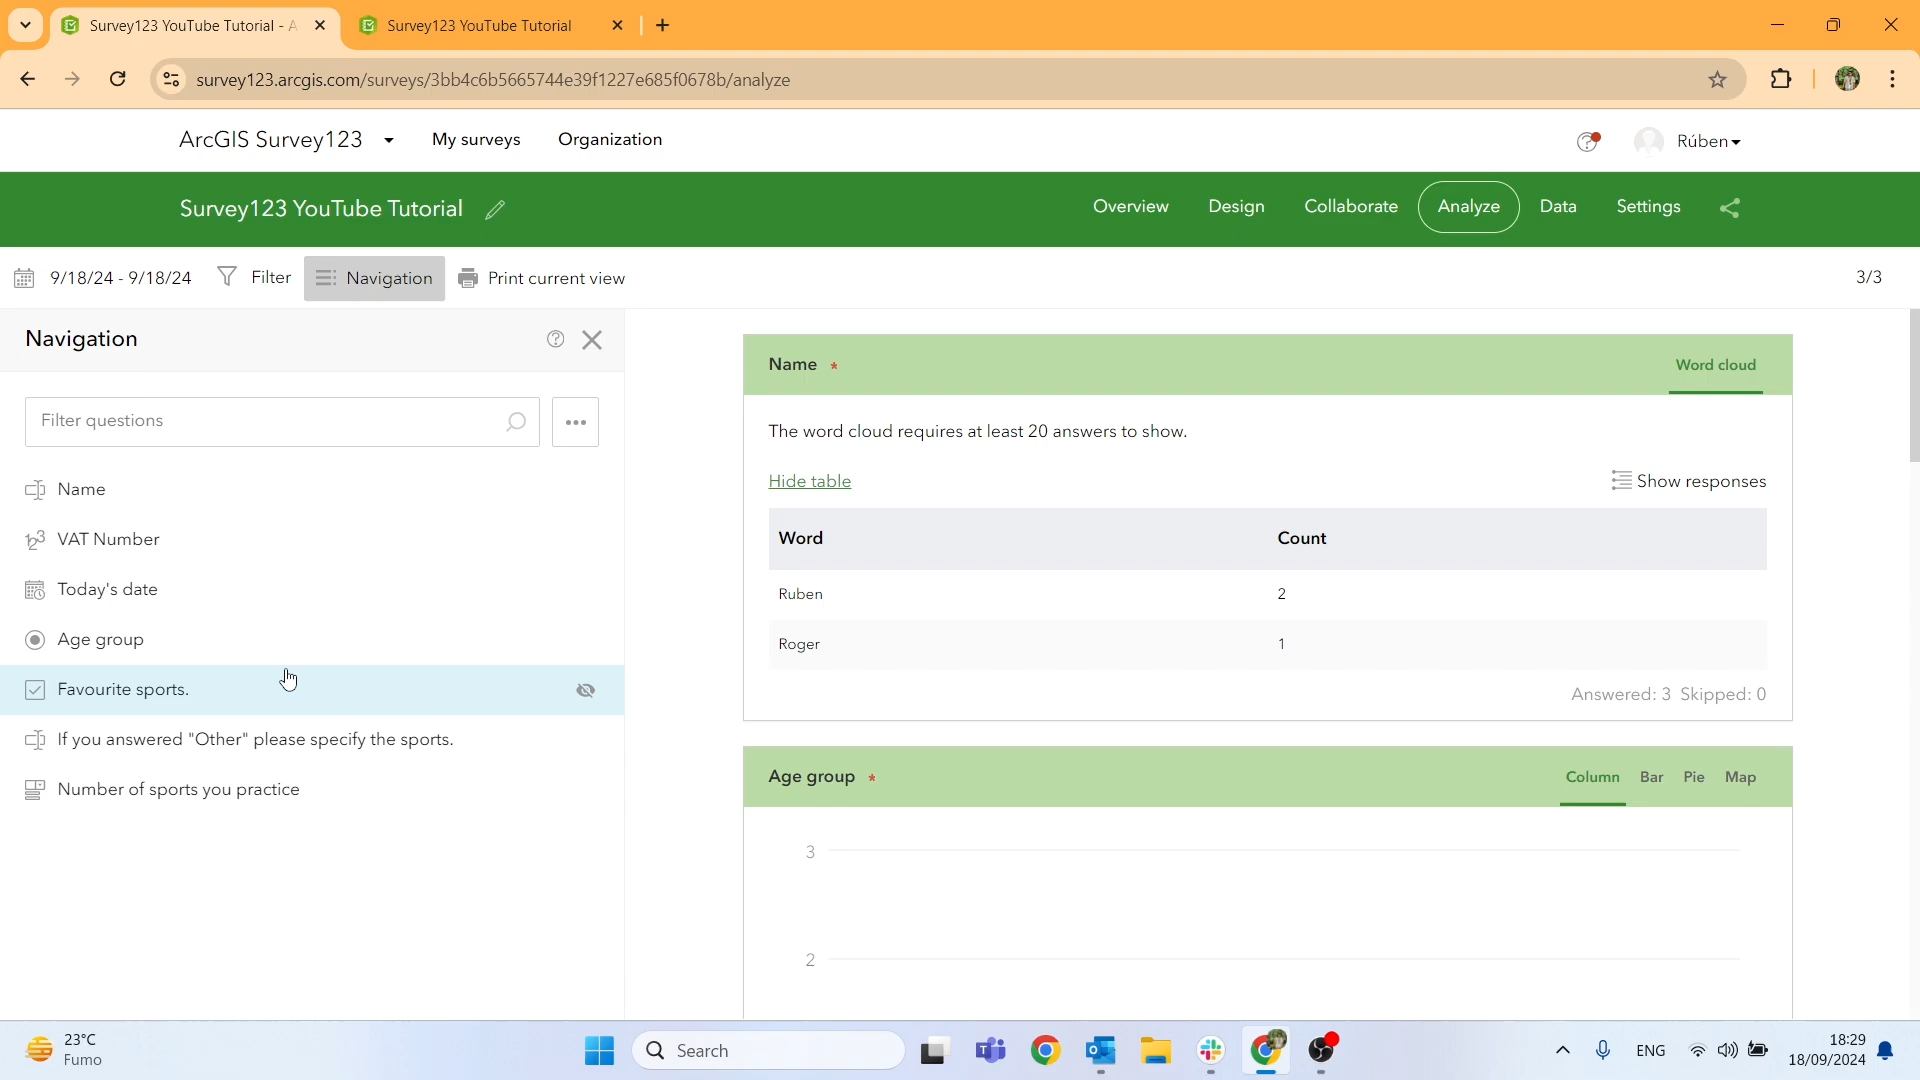 Survey123 YouTube Tutorial - A
Survey123 YouTube Tutorial
survey123.arcgis.com/surveys/3bb4c6b5665744e39f1227e685f0678b/analyze
ArcGIS Survey123
My surveys
Organization
Rúben
Survey123 YouTube Tutorial
Overview
Design
Collaborate
Analyze
Data
Settings
9/18/24 - 9/18/24
Filter
Navigation
Print current view
3/3
Navigation
Filter questions
Name
VAT Number
Today's date
Age group
Favourite sports.
If you answered "Other" please specify the sports.
Number of sports you practice
Name *
Word cloud
The word cloud requires at least 20 answers to show.
Hide table
Show responses
Word Count
Ruben 2
Roger 1
Answered: 3 Skipped: 0
Age group *
Column Bar Pie Map
3
2
23°C
Fumo
Search
ENG
18:29
18/09/2024